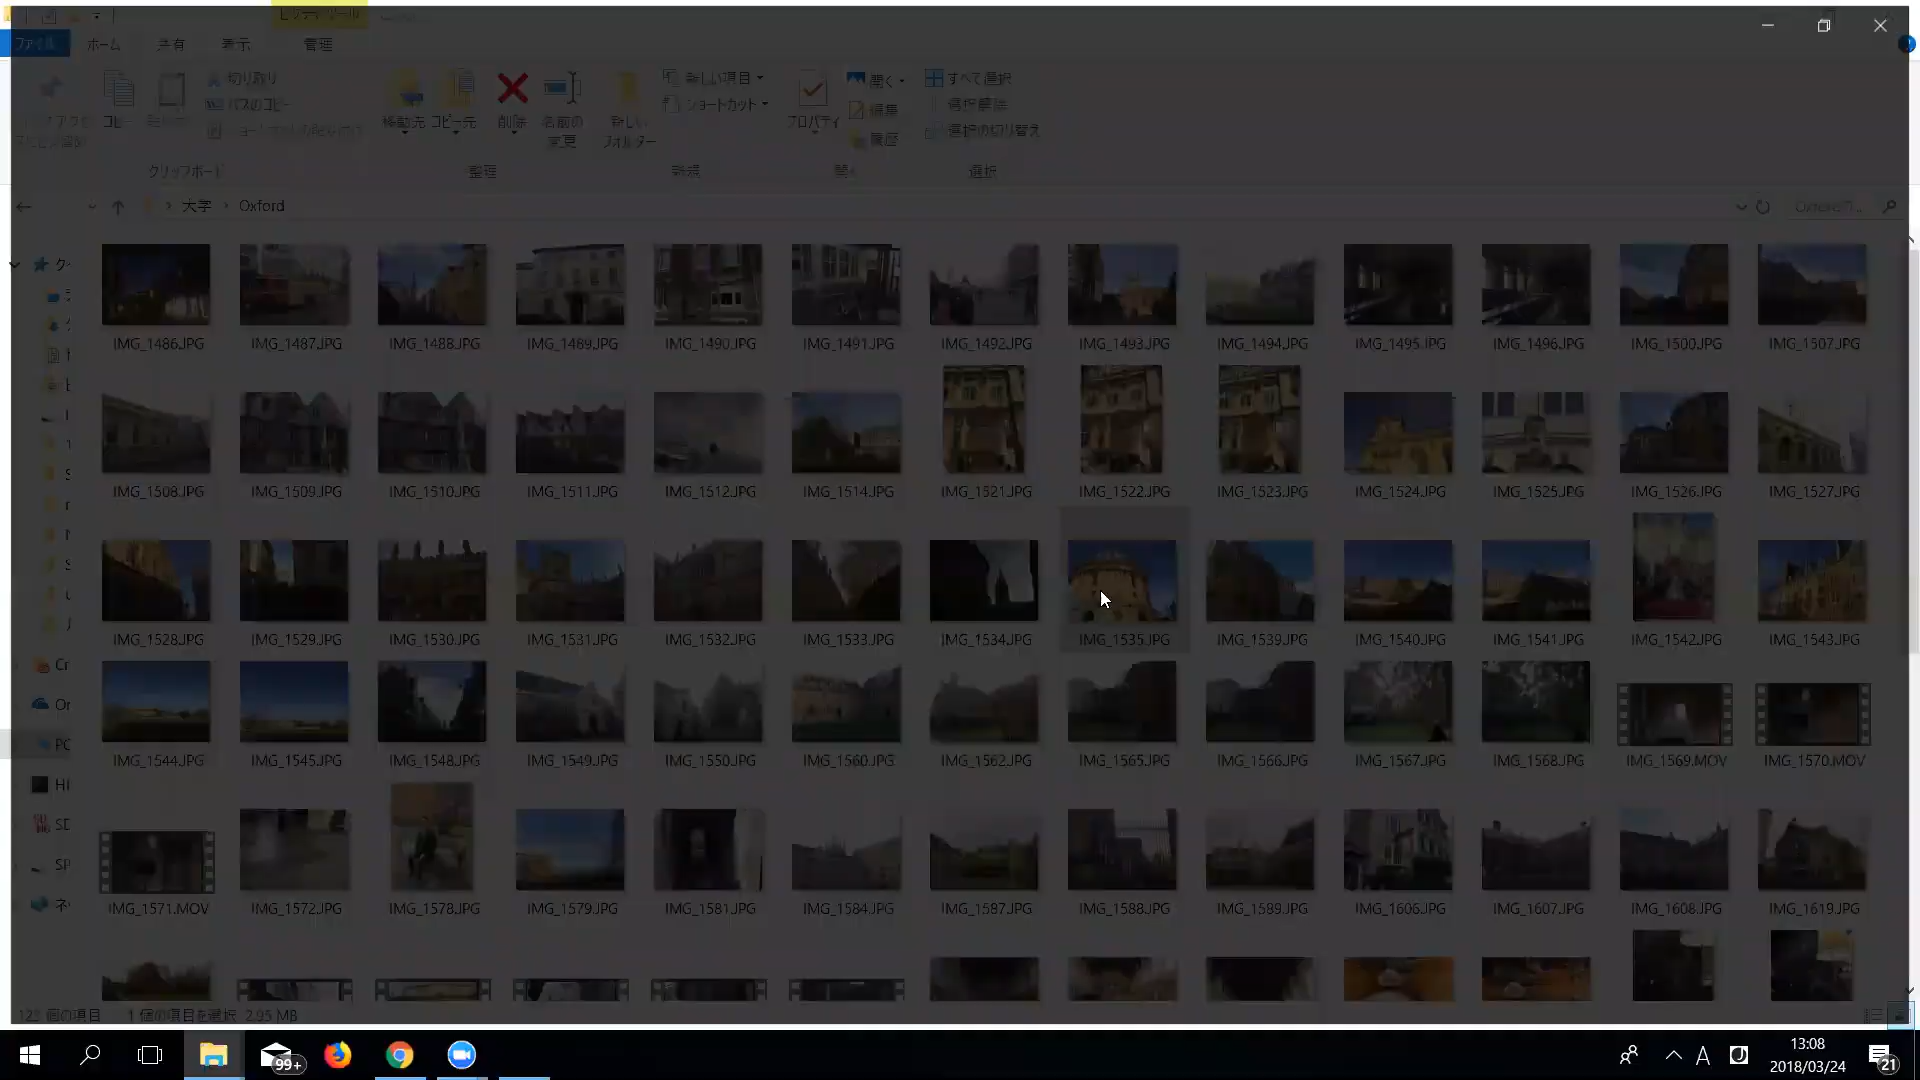 ファイル ホーム 共有 表示 管理
コピー
切り取り
パスのコピー
移動先 コピー先 削除 名前の変更
新しいフォルダー
新しい項目
ショートカット
プロパティ
開く
編集
履歴
すべて選択
選択解除
選択の切り替え
クリップボード 整理 新規 開く 選択
大学 Oxford
IMG_1486.JPG IMG_1487.JPG IMG_1488.JPG IMG_1489.JPG IMG_1490.JPG IMG_1491.JPG IMG_1492.JPG IMG_1493.JPG IMG_1494.JPG IMG_1495.JPG IMG_1496.JPG IMG_1500.JPG IMG_1507.JPG
IMG_1508.JPG IMG_1509.JPG IMG_1510.JPG IMG_1511.JPG IMG_1512.JPG IMG_1514.JPG IMG_1521.JPG IMG_1522.JPG IMG_1523.JPG IMG_1524.JPG IMG_1525.JPG IMG_1526.JPG IMG_1527.JPG
IMG_1528.JPG IMG_1529.JPG IMG_1530.JPG IMG_1531.JPG IMG_1532.JPG IMG_1533.JPG IMG_1534.JPG IMG_1535.JPG IMG_1539.JPG IMG_1540.JPG IMG_1541.JPG IMG_1542.JPG IMG_1543.JPG
IMG_1544.JPG IMG_1545.JPG IMG_1548.JPG IMG_1549.JPG IMG_1550.JPG IMG_1560.JPG IMG_1562.JPG IMG_1565.JPG IMG_1566.JPG IMG_1567.JPG IMG_1568.JPG IMG_1569.MOV IMG_1570.MOV
IMG_1571.MOV IMG_1572.JPG IMG_1578.JPG IMG_1579.JPG IMG_1581.JPG IMG_1584.JPG IMG_1587.JPG IMG_1588.JPG IMG_1589.JPG IMG_1606.JPG IMG_1607.JPG IMG_1608.JPG IMG_1619.JPG
個の項目 1 個の項目を選択 2.95 MB
99+
A
13:08
2018/03/24
21